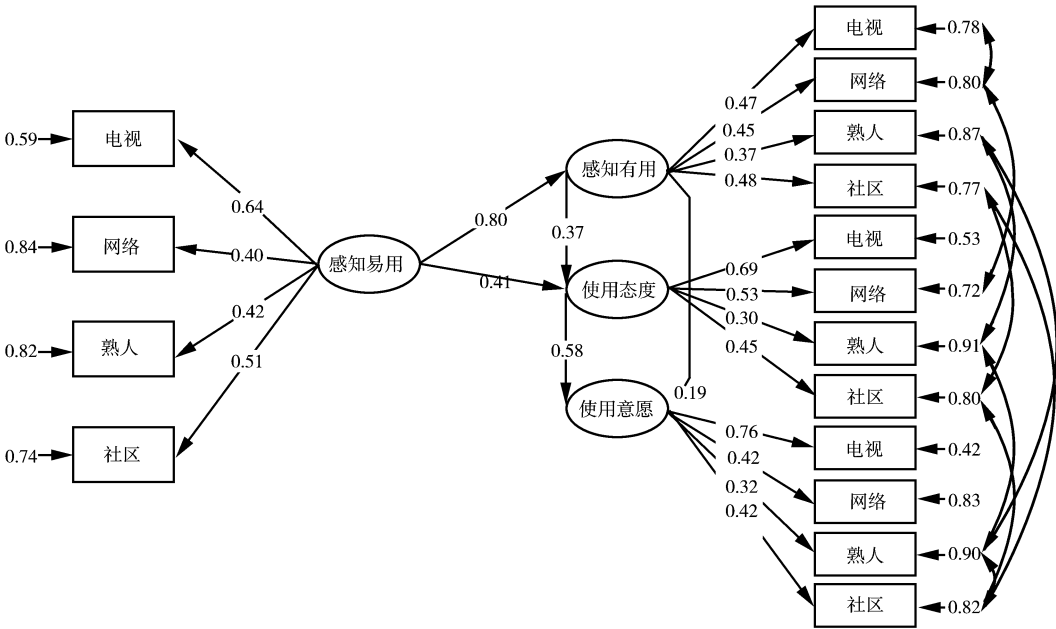 0.59
电视
0.84
网络
0.82
熟人
0.74
社区
0.64
0.40
0.42
0.51
感知易用
0.80
0.41
感知有用
0.37
使用态度
0.58
使用意愿
0.19
0.47
0.45
0.37
0.48
0.69
0.53
0.30
0.45
0.76
0.42
0.32
0.42
电视
0.78
网络
0.80
熟人
0.87
社区
0.77
电视
0.53
网络
0.72
熟人
0.91
社区
0.80
电视
0.42
网络
0.83
熟人
0.90
社区
0.82